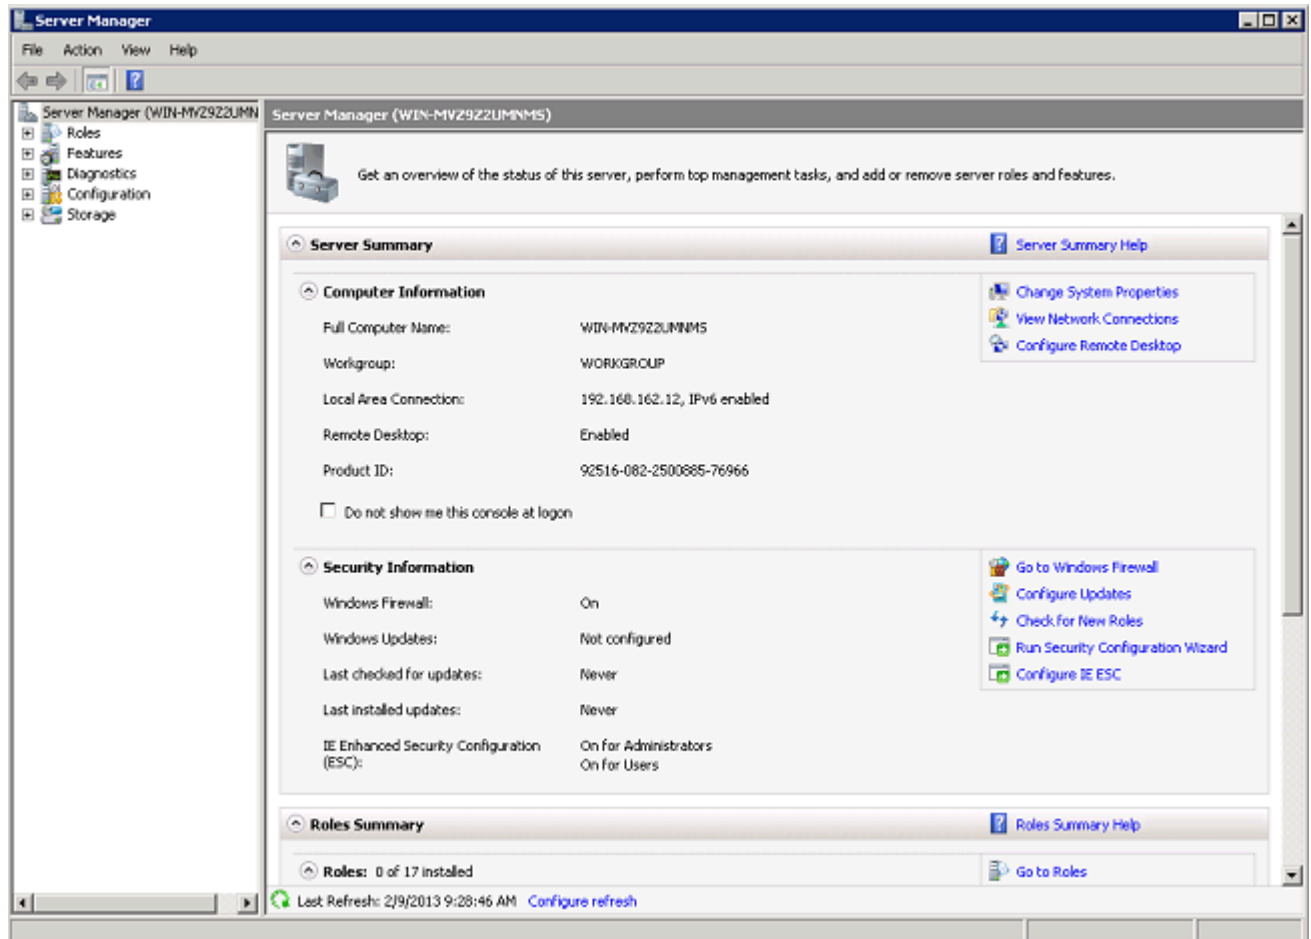 Server Manager
File Action View Help
Server Manager (WIN-MVZ9Z2UMN
Roles
Features
Diagnostics
Configuration
Storage
Server Manager (WIN-MVZ9Z2UMNMS)
Get an overview of the status of this server, perform top management tasks, and add or remove server roles and features.
Server Summary
Server Summary Help
Computer Information
Full Computer Name: WIN-MVZ9Z2UMNMS
Workgroup: WORKGROUP
Local Area Connection: 192.168.162.12, IPv6 enabled
Remote Desktop: Enabled
Product ID: 92516-082-2500885-76966
Do not show me this console at logon
Change System Properties
View Network Connections
Configure Remote Desktop
Security Information
Windows Firewall: On
Windows Updates: Not configured
Last checked for updates: Never
Last installed updates: Never
IE Enhanced Security Configuration
(ESC):
On for Administrators
On for Users
Go to Windows Firewall
Configure Updates
Check for New Roles
Run Security Configuration Wizard
Configure IE ESC
Roles Summary
Roles Summary Help
Roles: 0 of 17 installed
Go to Roles
Last Refresh: 2/9/2013 9:28:46 AM Configure refresh